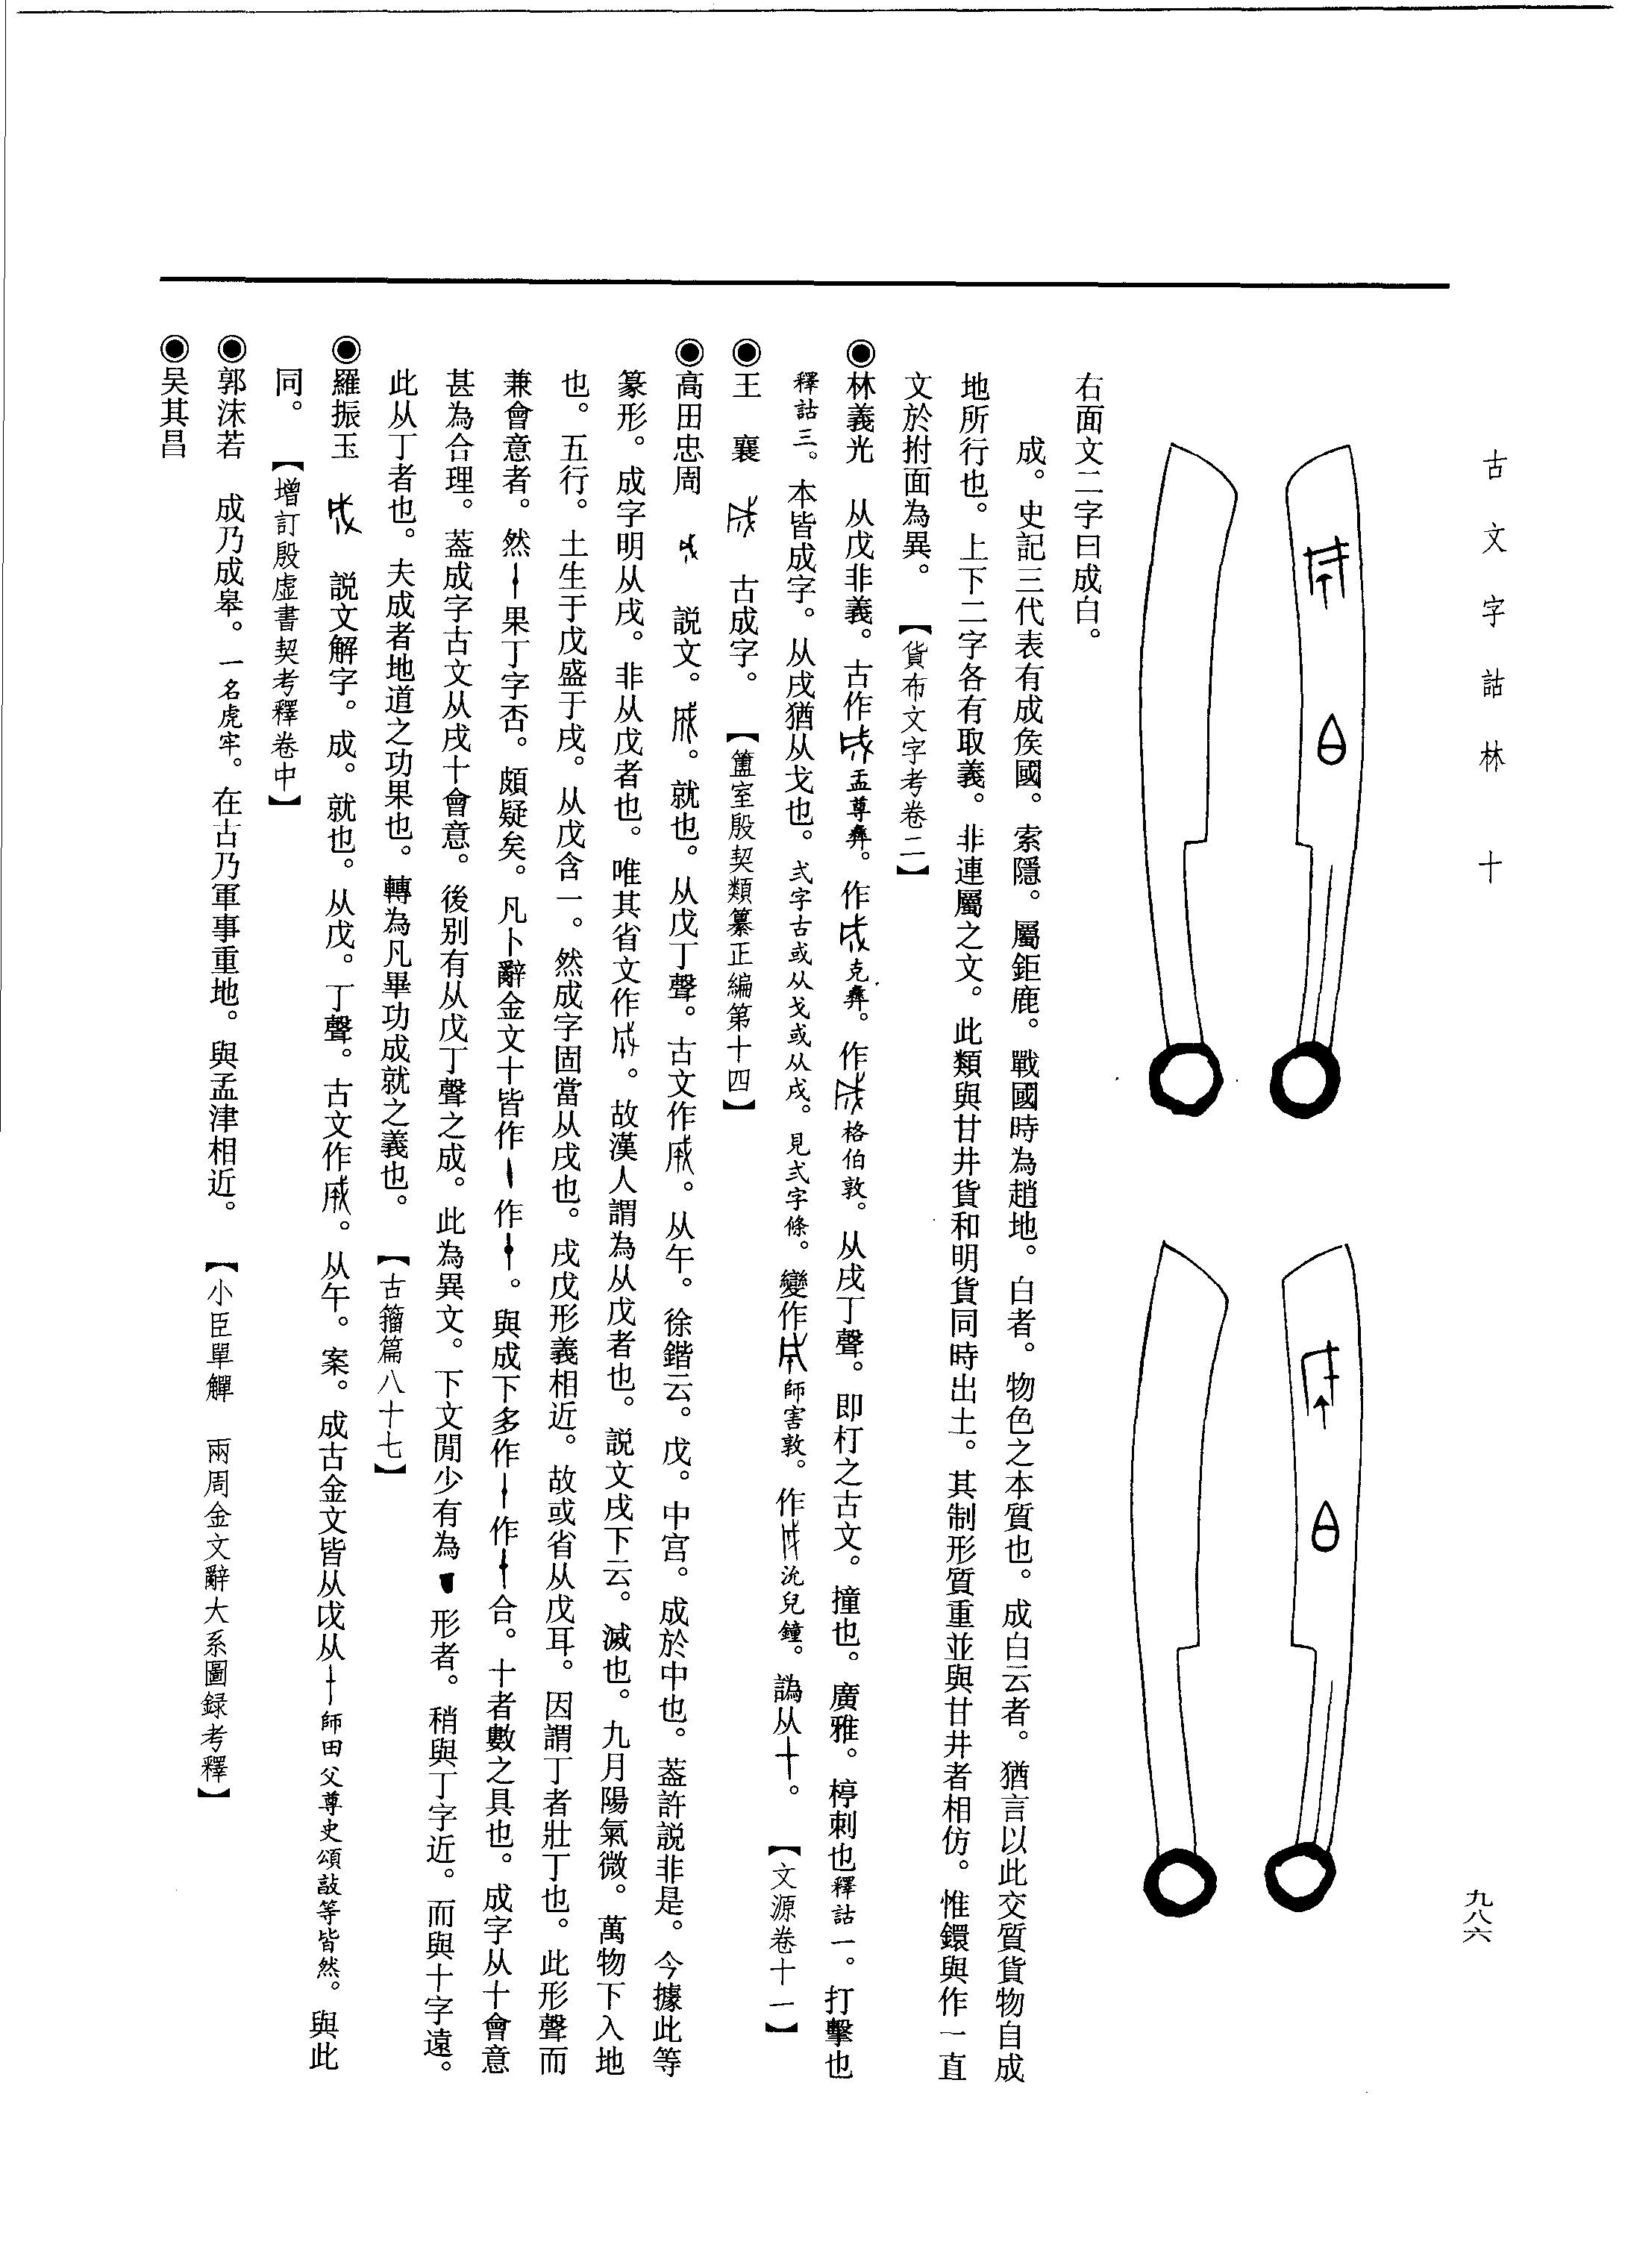 古文字詁林 十
九八六
右面文二字曰成白。
成。史記三代表有成矦國。索隱。屬鉅鹿。戰國時為趙地。白者。物色之本質也。成白云者。猶言以此交質貨物自成
地所行也。上下二字各有取義。非連屬之文。此類與甘井貨和明貨同時出土。其制形質重並與甘井者相仿。惟鐶與作一直
文於拊面為異。 【貨布文字考卷二】
◉林義光 从戊非義。古作盂尊彝。作克彝。作格伯敦。从戌丁聲。即朾之古文。撞也。廣雅。揨刺也釋詁一。打擊也
釋詁三。本皆成字。从戌猶从戈也。弍字古或从戈或从戌。見弍字條。變作師害敦。作沇兒鐘。譌从十。 【文源卷十一】
◉王 襄 古成字。 【簠室殷契類纂正編第十四】
◉高田忠周 説文。。就也。从戊丁聲。古文作。从午。徐鍇云。戊。中宮。成於中也。葢許説非是。今據此等
篆形。成字明从戌。非从戊者也。唯其省文作。故漢人謂為从戊者也。説文戌下云。滅也。九月陽氣微。萬物下入地
也。五行。土生于戊盛于戌。从戊含一。然成字固當从戌也。戌戊形義相近。故或省从戊耳。因謂丁者壯丁也。此形聲而
兼會意者。然果丁字否。頗疑矣。凡卜辭金文十皆作作。與成下多作作合。十者數之具也。成字从十會意
甚為合理。葢成字古文从戌十會意。後別有从戊丁聲之成。此為異文。下文閒少有為形者。稍與丁字近。而與十字遠。
此从丁者也。夫成者地道之功果也。轉為凡畢功成就之義也。 【古籀篇八十七】
◉羅振玉 説文解字。成。就也。从戊。丁聲。古文作。从午。案。成古金文皆从戉从師田父尊史頌敦等皆然。與此
同。 【增訂殷虛書契考釋卷中】
◉郭沫若 成乃成皋。一名虎牢。在古乃軍事重地。與孟津相近。 【小臣單觶 兩周金文辭大系圖録考釋】
◉吴其昌